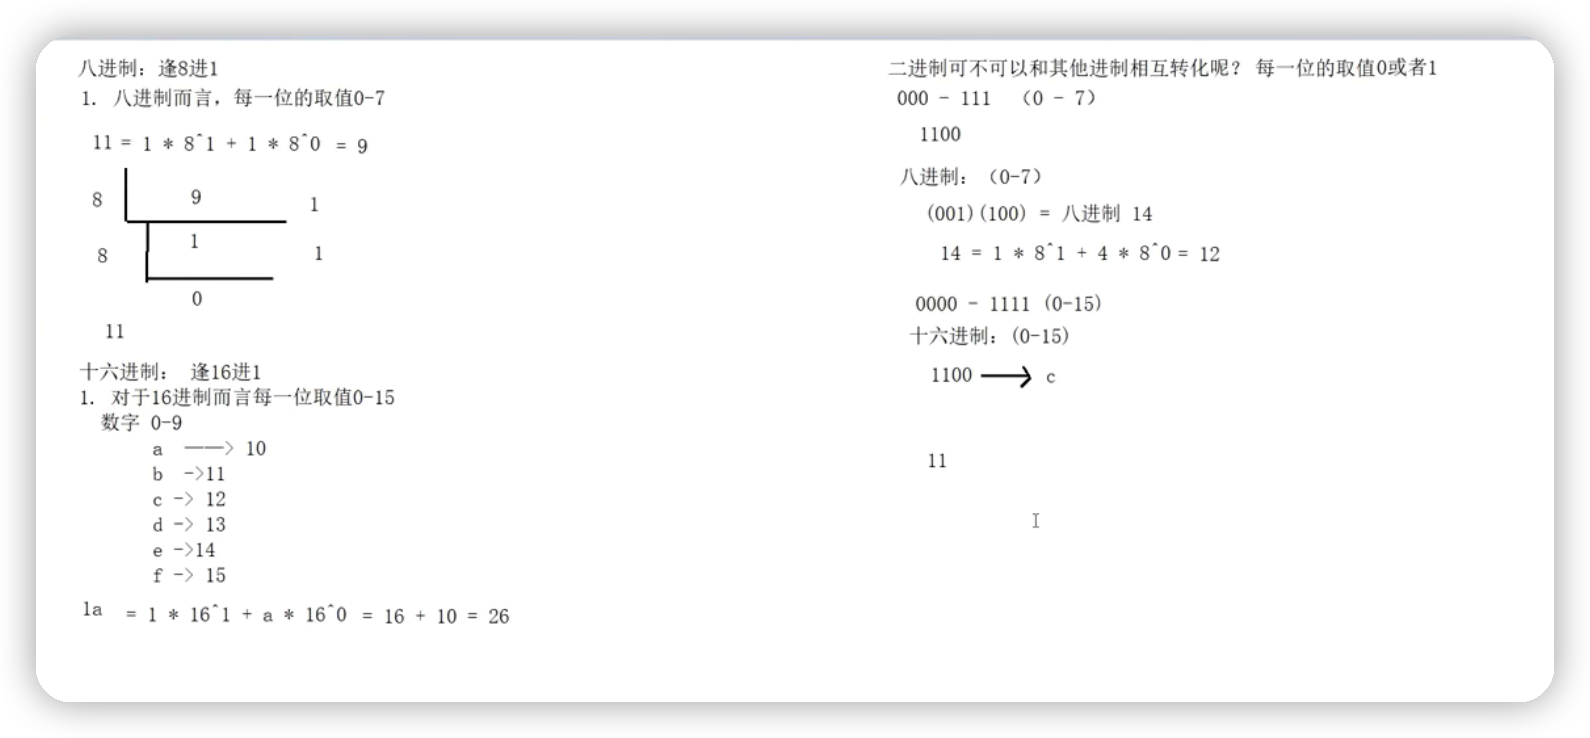 八进制：逢8进1
1. 八进制而言，每一位的取值0-7
11 = 1 * 8^1 + 1 * 8^0 = 9
8 9 1
8 1 1
0
11
十六进制： 逢16进1
1. 对于16进制而言每一位取值0-15
数字 0-9
a ——> 10
b ->11
c -> 12
d -> 13
e ->14
f -> 15
1a = 1 * 16^1 + a * 16^0 = 16 + 10 = 26
二进制可不可以和其他进制相互转化呢？ 每一位的取值0或者1
000 - 111 （0 - 7）
1100
八进制：（0-7）
(001)(100) = 八进制 14
14 = 1 * 8^1 + 4 * 8^0 = 12
0000 - 1111 (0-15)
十六进制：(0-15)
1100 → c
11